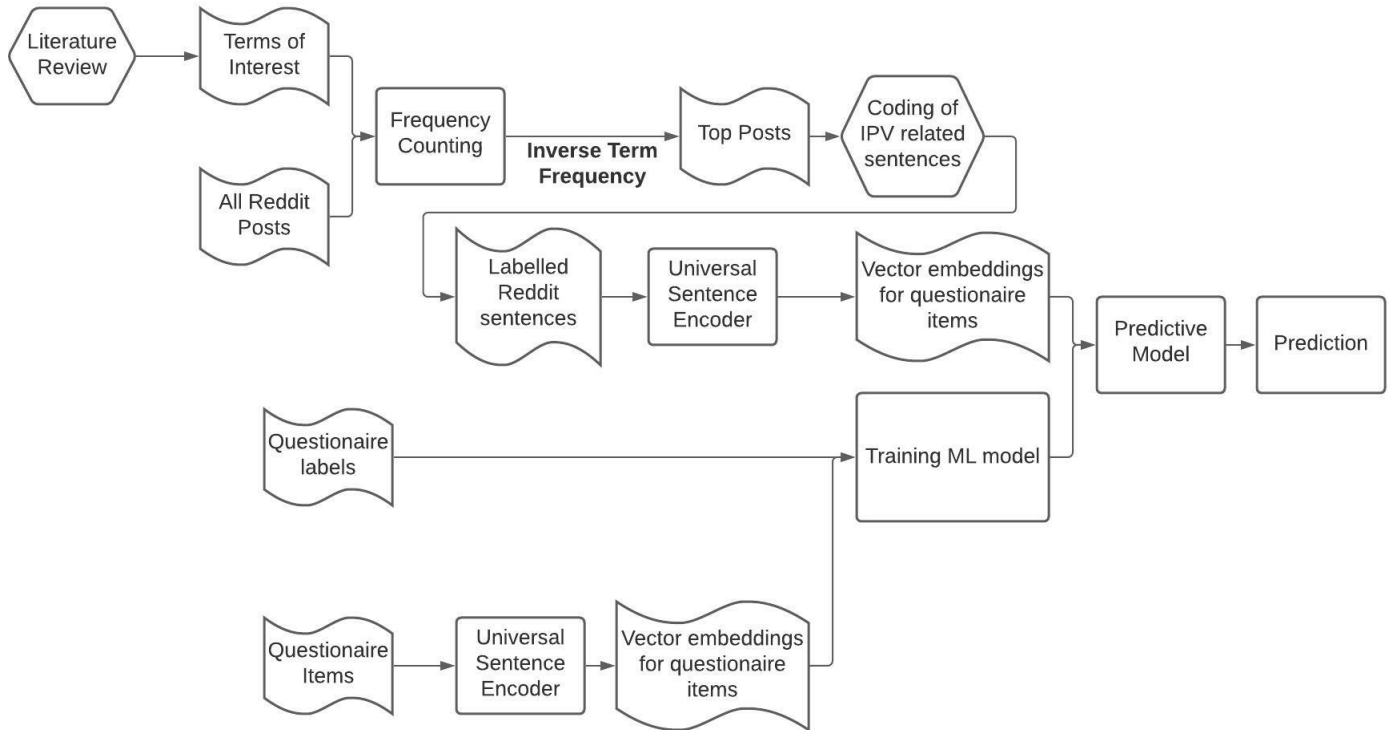 Literature
Review
Terms of
Interest
All Reddit
Posts
Frequency
Counting
Inverse Term
Frequency
Top Posts
Coding of
IPV related
sentences
Labelled
Reddit
sentences
Universal
Sentence
Encoder
Vector embeddings
for questionaire
items
Predictive
Model
Prediction
Questionaire
labels
Training ML model
Questionaire
Items
Universal
Sentence
Encoder
Vector embeddings
for questionaire
items